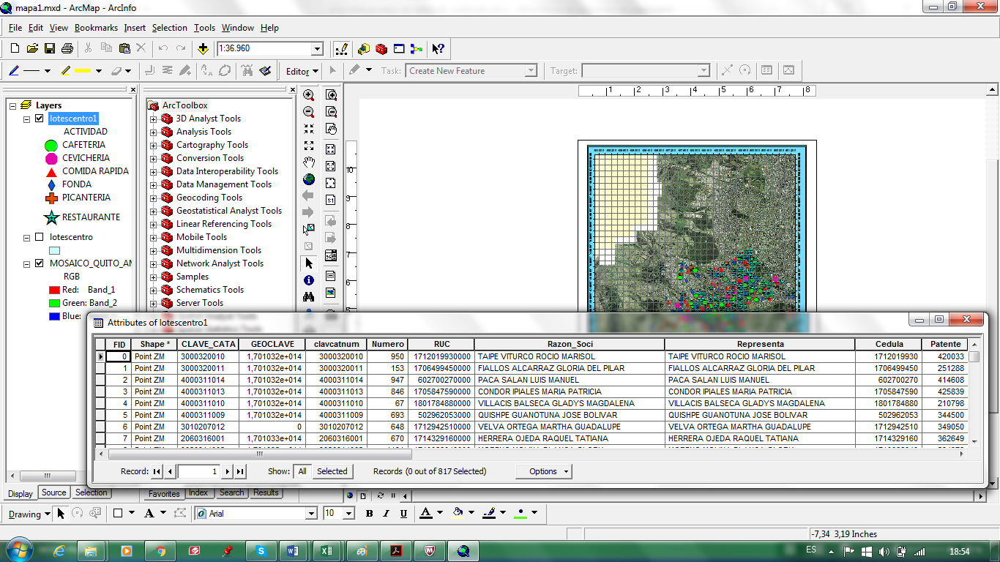 mapa1.mxd - ArcMap - ArcInfo
File Edit View Bookmarks Insert Selection Tools Window Help
1:36.960
Editor Task: Create New Feature Target:
Layers
lotescentro1
ACTIVIDAD
CAFETERIA
CEVICHERIA
COMIDA RAPIDA
FONDA
PICANTERIA
RESTAURANTE
lotescentro
MOSAICO_QUITO_AN
RGB
Red: Band_1
Green: Band_2
Blue:
ArcToolbox
3D Analyst Tools
Analysis Tools
Cartography Tools
Conversion Tools
Data Interoperability Tools
Data Management Tools
Geocoding Tools
Geostatistical Analyst Tools
Linear Referencing Tools
Mobile Tools
Multidimension Tools
Network Analyst Tools
Samples
Schematics Tools
Server Tools
1:1
1 2 3 4 5 6 7 8
10
9
8
7
6
5
Attributes of lotescentro1
FID Shape * CLAVE_CATA GEOCLAVE clavcatnum Numero RUC Razon_Soci Representa Cedula Patente
0 Point ZM 3000320010 1,701032e+014 3000320010 950 1712019930000 TAIPE VITURCO ROCIO MARISOL TAIPE VITURCO ROCIO MARISOL 1712019930 420033
1 Point ZM 3000320011 1,701032e+014 3000320011 153 1706499450000 FIALLOS ALCARRAZ GLORIA DEL PILAR FIALLOS ALCARRAZ GLORIA DEL PILAR 1706499450 251288
2 Point ZM 4000311014 1,701032e+014 4000311014 947 602700270000 PACA SALAN LUIS MANUEL PACA SALAN LUIS MANUEL 602700270 414608
3 Point ZM 4000311013 1,701032e+014 4000311013 846 1705847590000 CONDOR IPIALES MARIA PATRICIA CONDOR IPIALES MARIA PATRICIA 1705847590 425839
4 Point ZM 4000311010 1,701032e+014 4000311010 67 1801784880000 VILLACIS BALSECA GLADYS MAGDALENA VILLACIS BALSECA GLADYS MAGDALENA 1801784880 210798
5 Point ZM 4000311009 1,701032e+014 4000311009 693 502962053000 QUISHPE GUANOTUNA JOSE BOLIVAR QUISHPE GUANOTUNA JOSE BOLIVAR 502962053 344500
6 Point ZM 3010207012 0 3010207012 648 1712942510000 VELVA ORTEGA MARTHA GUADALUPE VELVA ORTEGA MARTHA GUADALUPE 1712942510 349050
7 Point ZM 2060316001 1,701033e+014 2060316001 670 1714329160000 HERRERA OJEDA RAQUEL TATIANA HERRERA OJEDA RAQUEL TATIANA 1714329160 362649
Record: 1 Show: All Selected Records (0 out of 817 Selected) Options
Display Source Selection Favorites Index Search Results
Drawing A Arial 10 B I U A
-7,34 3,19 Inches
ES 18:54